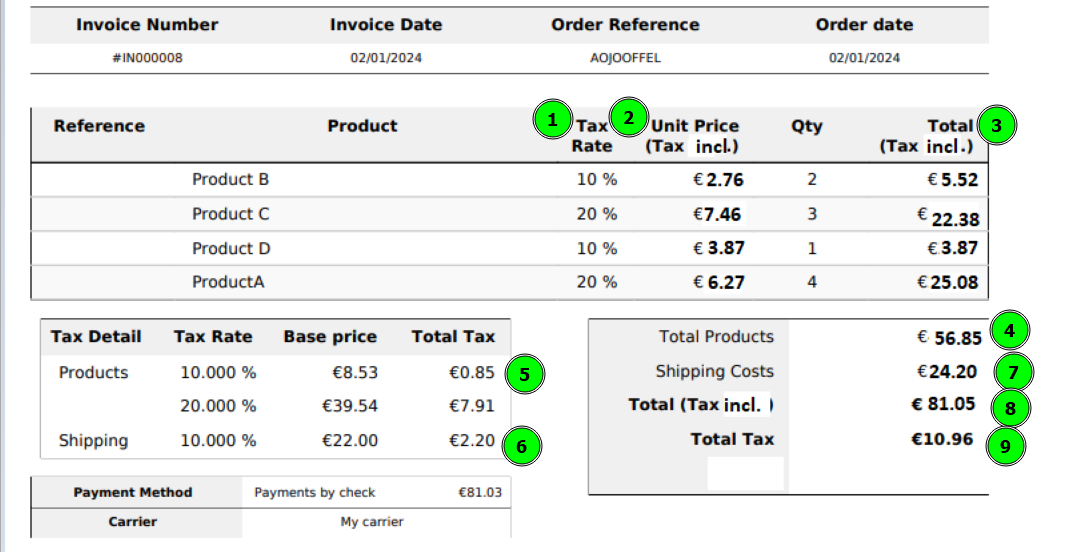 Invoice Number Invoice Date Order Reference Order date
#IN000008 02/01/2024 AOJOOFFEL 02/01/2024
Reference Product 1 Tax Rate 2 Unit Price (Tax incl.) Qty Total (Tax incl.) 3
Product B 10 % € 2.76 2 € 5.52
Product C 20 % €7.46 3 € 22.38
Product D 10 % € 3.87 1 € 3.87
ProductA 20 % € 6.27 4 € 25.08
Tax Detail Tax Rate Base price Total Tax
Products 10.000 % €8.53 €0.85 5
20.000 % €39.54 €7.91
Shipping 10.000 % €22.00 €2.20 6
Total Products € 56.85 4
Shipping Costs €24.20 7
Total (Tax incl. ) € 81.05 8
Total Tax €10.96 9
Payment Method Payments by check €81.03
Carrier My carrier